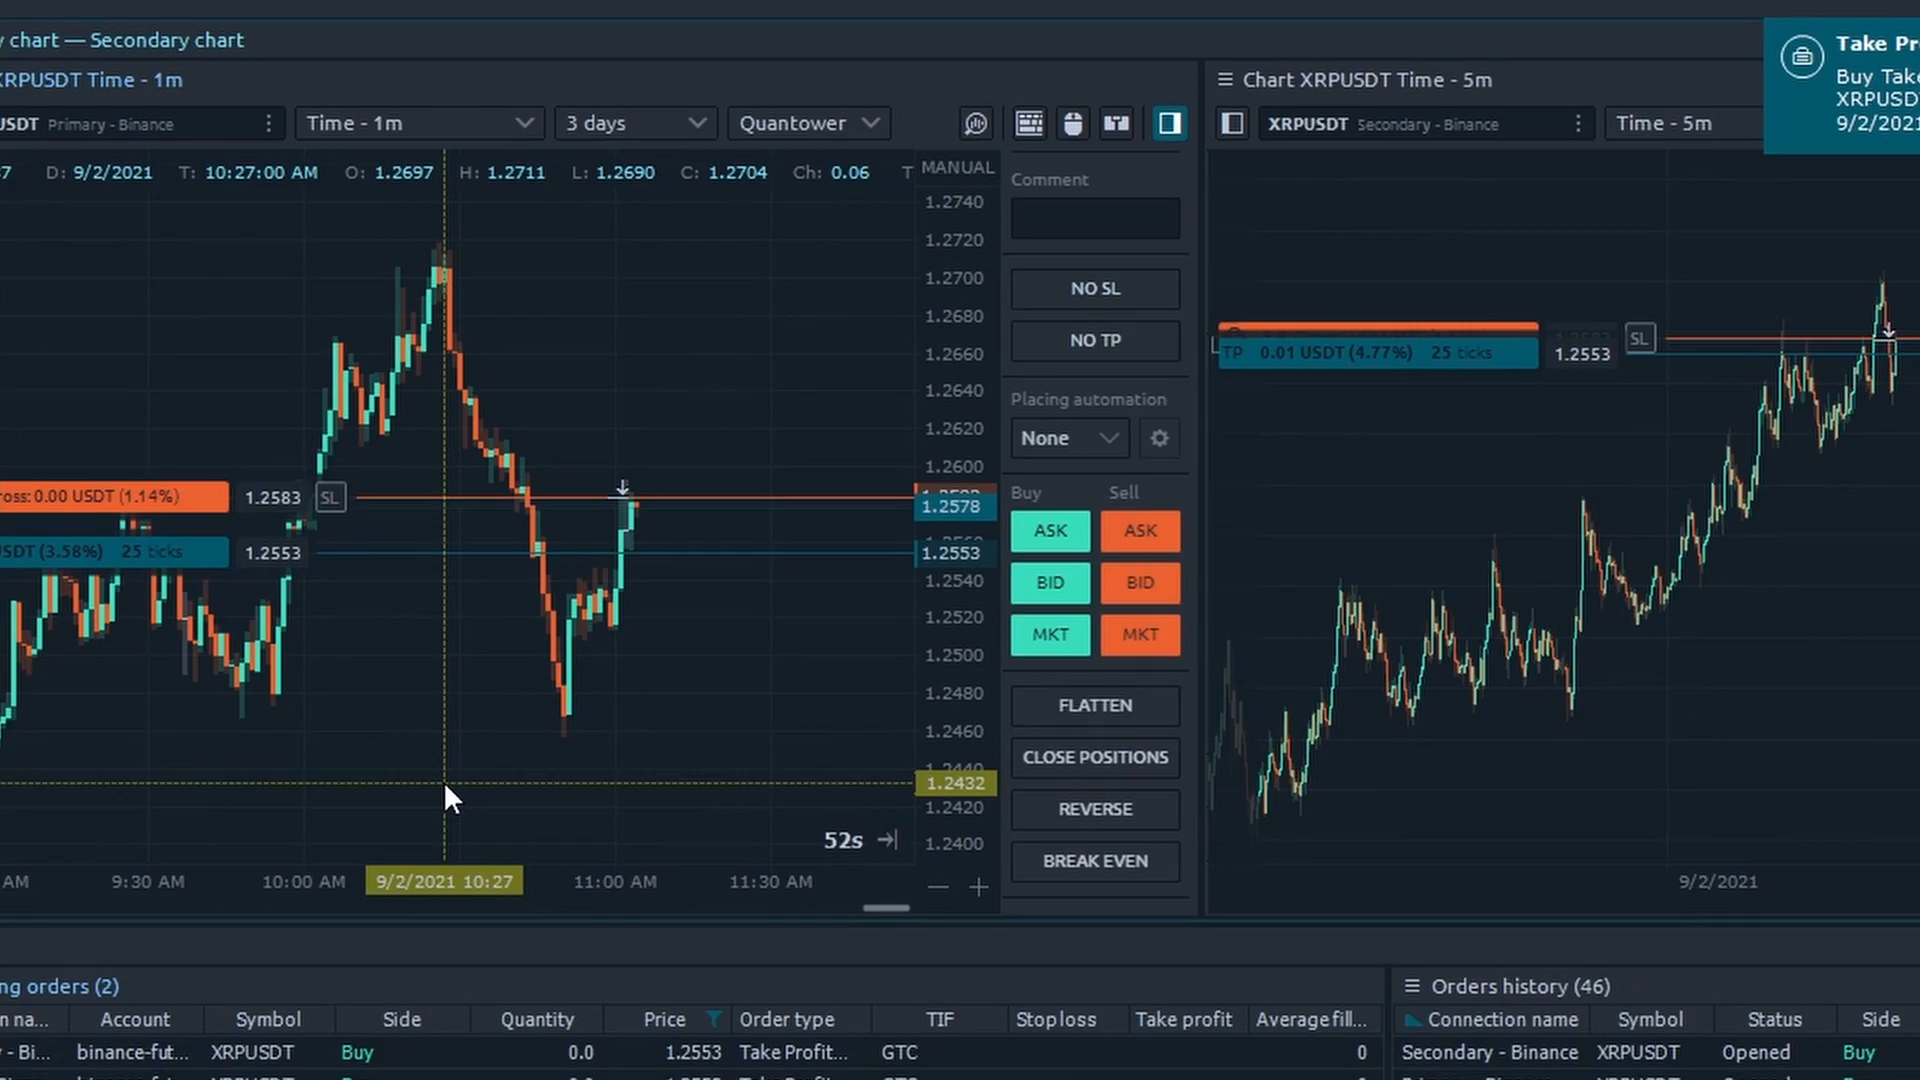 y chart — Secondary chart
XRPUSDT Time - 1m
USDT Primary - Binance
Time - 1m
3 days
Quantower
D: 9/2/2021 T: 10:27:00 AM O: 1.2697 H: 1.2711 L: 1.2690 C: 1.2704 Ch: 0.06 T
MANUAL
1.2740
1.2720
1.2700
1.2680
1.2660
1.2640
1.2620
1.2600
1.2578
1.2553
1.2540
1.2520
1.2500
1.2480
1.2460
1.2432
1.2420
1.2400
ross: 0.00 USDT (1.14%)
1.2583
SL
USDT (3.58%) 25 ticks
1.2553
52s
AM
9:30 AM
10:00 AM
9/2/2021 10:27
11:00 AM
11:30 AM
Comment
NO SL
NO TP
Placing automation
None
Buy Sell
ASK ASK
BID BID
MKT MKT
FLATTEN
CLOSE POSITIONS
REVERSE
BREAK EVEN
Chart XRPUSDT Time - 5m
XRPUSDT Secondary - Binance
Time - 5m
Take Pr
Buy Take
XRPUSD
9/2/2021
TP 0.01 USDT (4.77%) 25 ticks
1.2553
SL
9/2/2021
ng orders (2)
n na... Account Symbol Side Quantity Price Order type TIF Stop loss Take profit Average fill...
- Bi... binance-fut... XRPUSDT Buy 0.0 1.2553 Take Profit... GTC 0
Orders history (46)
Connection name Symbol Status Side
Secondary - Binance XRPUSDT Opened Buy